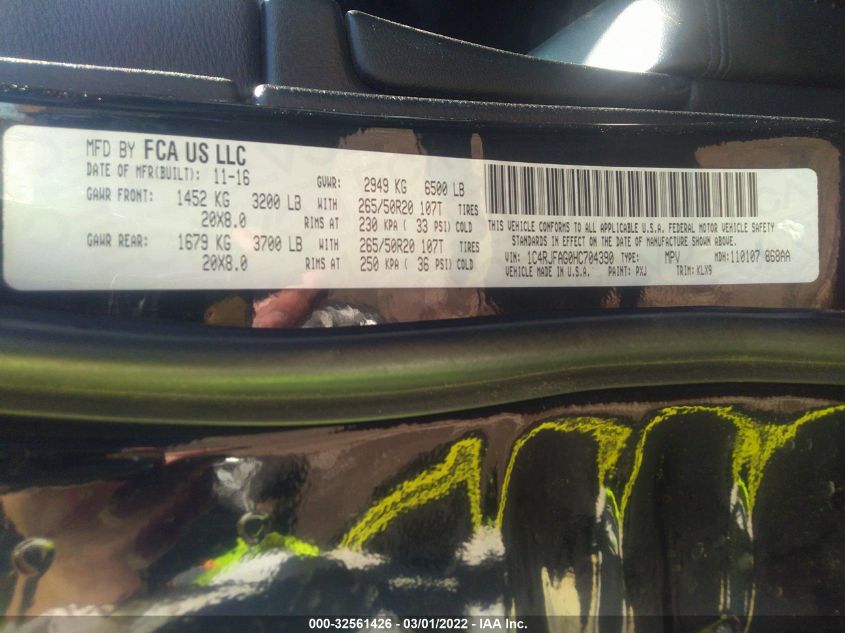 MFD BY FCA US LLC
DATE OF MFR(BUILT): 11-16 GVWR: 2949 KG 6500 LB
GAWR FRONT: 1452 KG 3200 LB WITH 265/50R20 107T TIRES
20X8.0 RIMS AT 230 KPA ( 33 PSI) COLD
GAWR REAR: 1679 KG 3700 LB WITH 265/50R20 107T TIRES
20X8.0 RIMS AT 250 KPA ( 36 PSI) COLD
THIS VEHICLE CONFORMS TO ALL APPLICABLE U.S.A. FEDERAL MOTOR VEHICLE SAFETY
STANDARDS IN EFFECT ON THE DATE OF MANUFACTURE SHOWN ABOVE.
VIN: 1C4RJFAG0HC704390 TYPE: MPV MDH: 110107 869AA
VEHICLE MADE IN U.S.A. PAINT: PXJ TRIM: KLX9
000-32561426 - 03/01/2022 - IAA Inc.